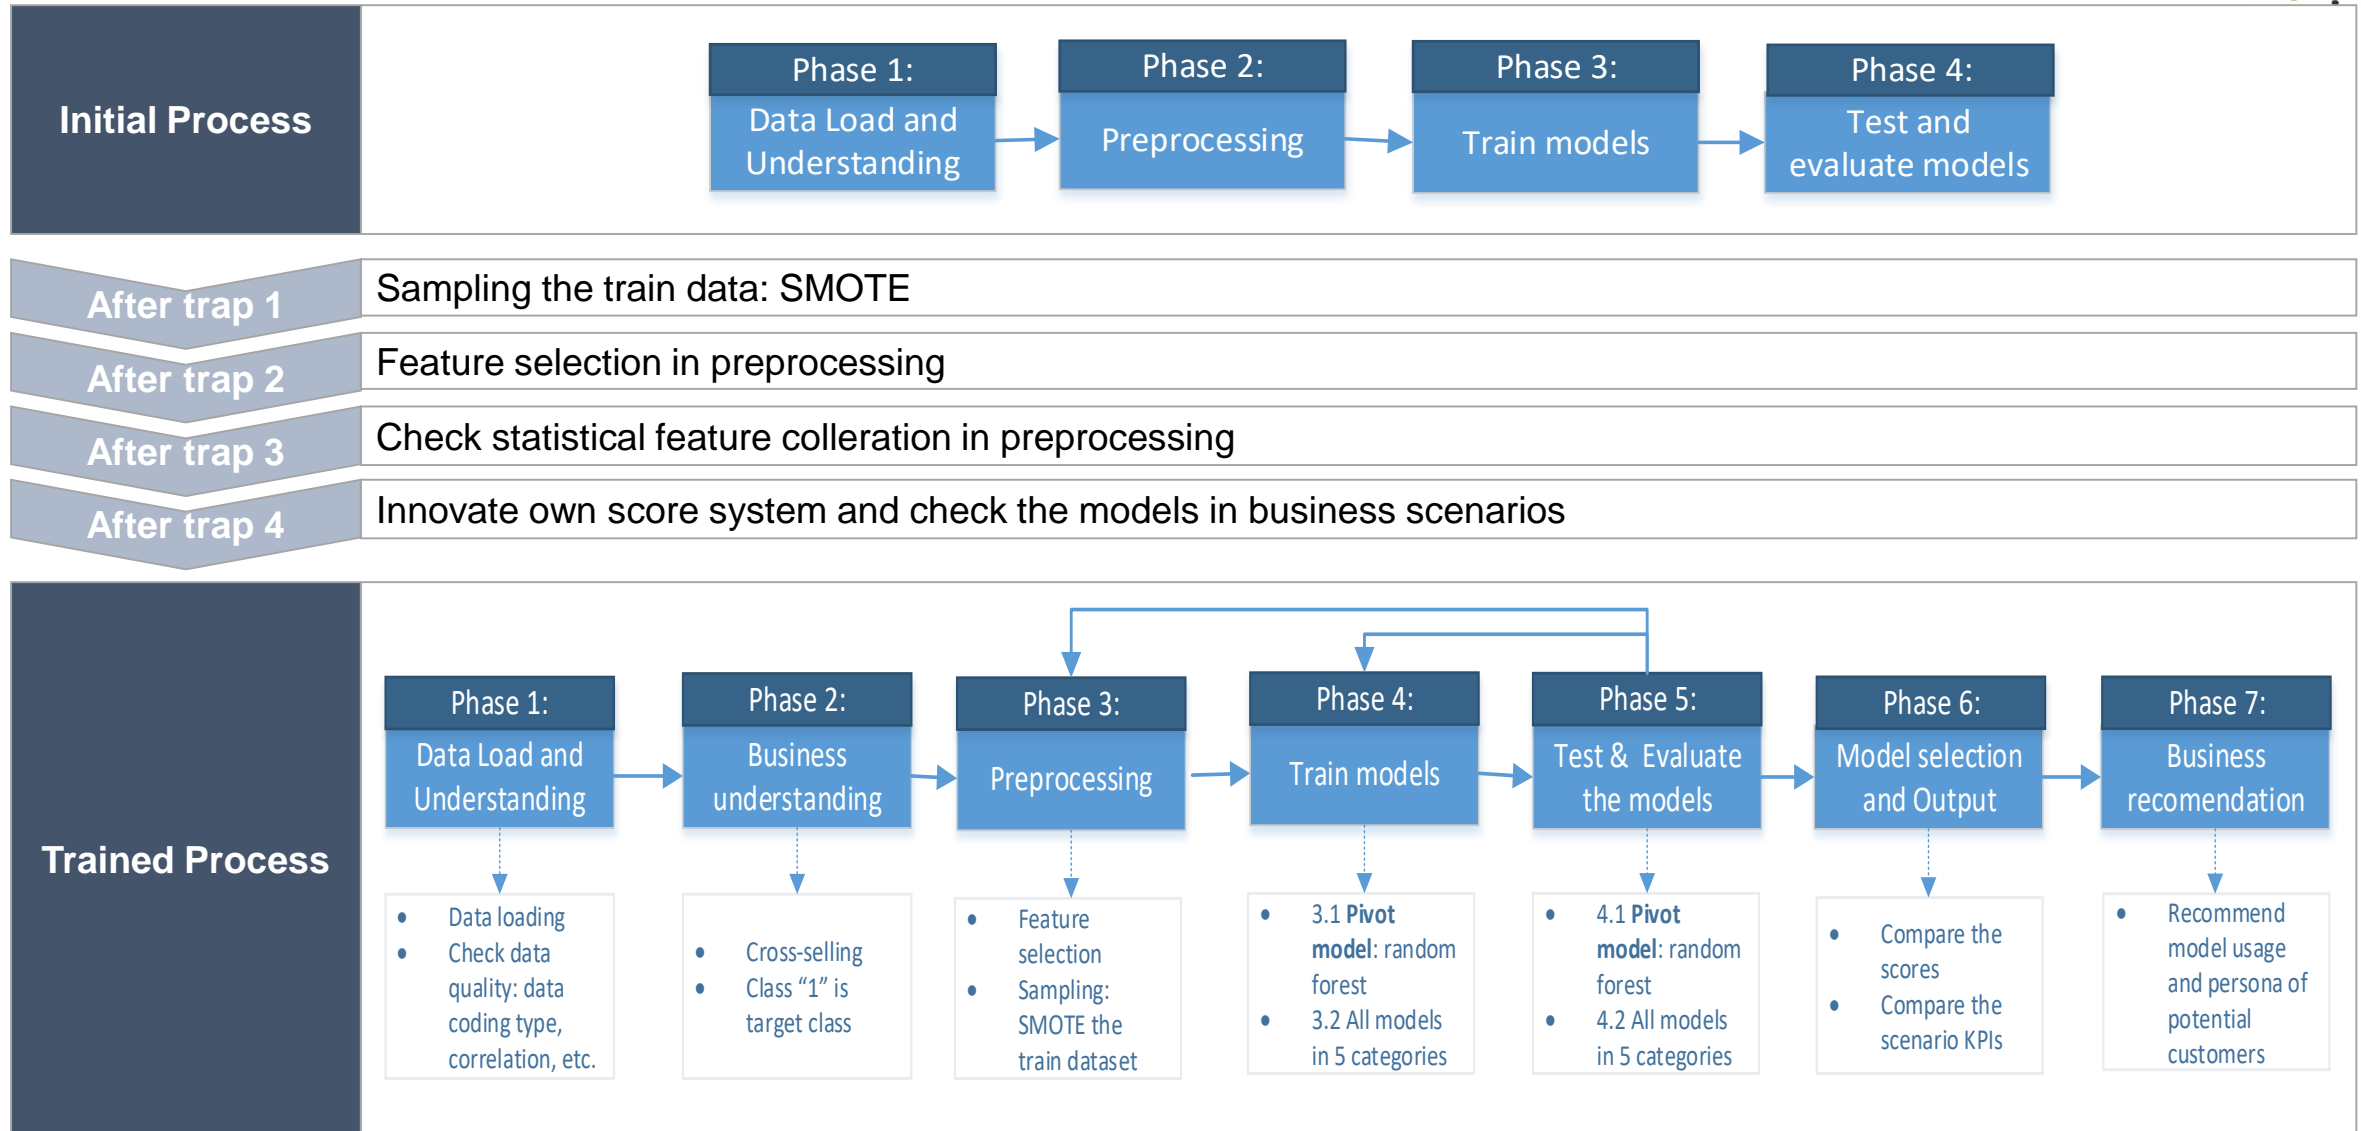 Initial Process
Phase 1:
Data Load and
Understanding
Phase 2:
Preprocessing
Phase 3:
Train models
Phase 4:
Test and
evaluate models
After trap 1
Sampling the train data: SMOTE
After trap 2
Feature selection in preprocessing
After trap 3
Check statistical feature colleration in preprocessing
After trap 4
Innovate own score system and check the models in business scenarios
Trained Process
Phase 1:
Data Load and
Understanding
Phase 2:
Business
understanding
Phase 3:
Preprocessing
Phase 4:
Train models
Phase 5:
Test & Evaluate
the models
Phase 6:
Model selection
and Output
Phase 7:
Business
recomendation
• Data loading
• Check data
quality: data
coding type,
correlation, etc.
• Cross-selling
• Class “1” is
target class
• Feature
selection
• Sampling:
SMOTE the
train dataset
• 3.1 Pivot
model: random
forest
• 3.2 All models
in 5 categories
• 4.1 Pivot
model: random
forest
• 4.2 All models
in 5 categories
• Compare the
scores
• Compare the
scenario KPIs
• Recommend
model usage
and persona of
potential
customers